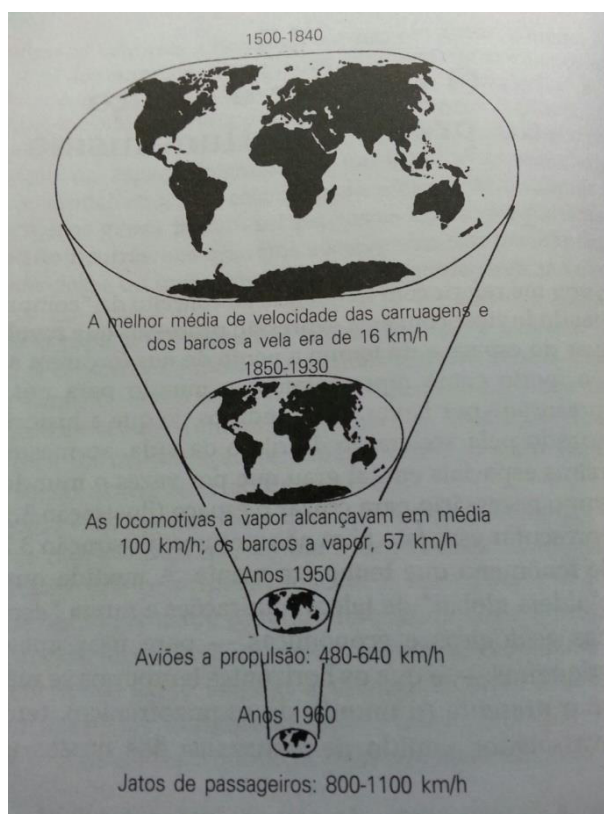 1500-1840
A melhor média de velocidade das carruagens e
dos barcos a vela era de 16 km/h
1850-1930
As locomotivas a vapor alcançavam em média
100 km/h; os barcos a vapor, 57 km/h
Anos 1950
Aviões a propulsão: 480-640 km/h
Anos 1960
Jatos de passageiros: 800-1100 km/h